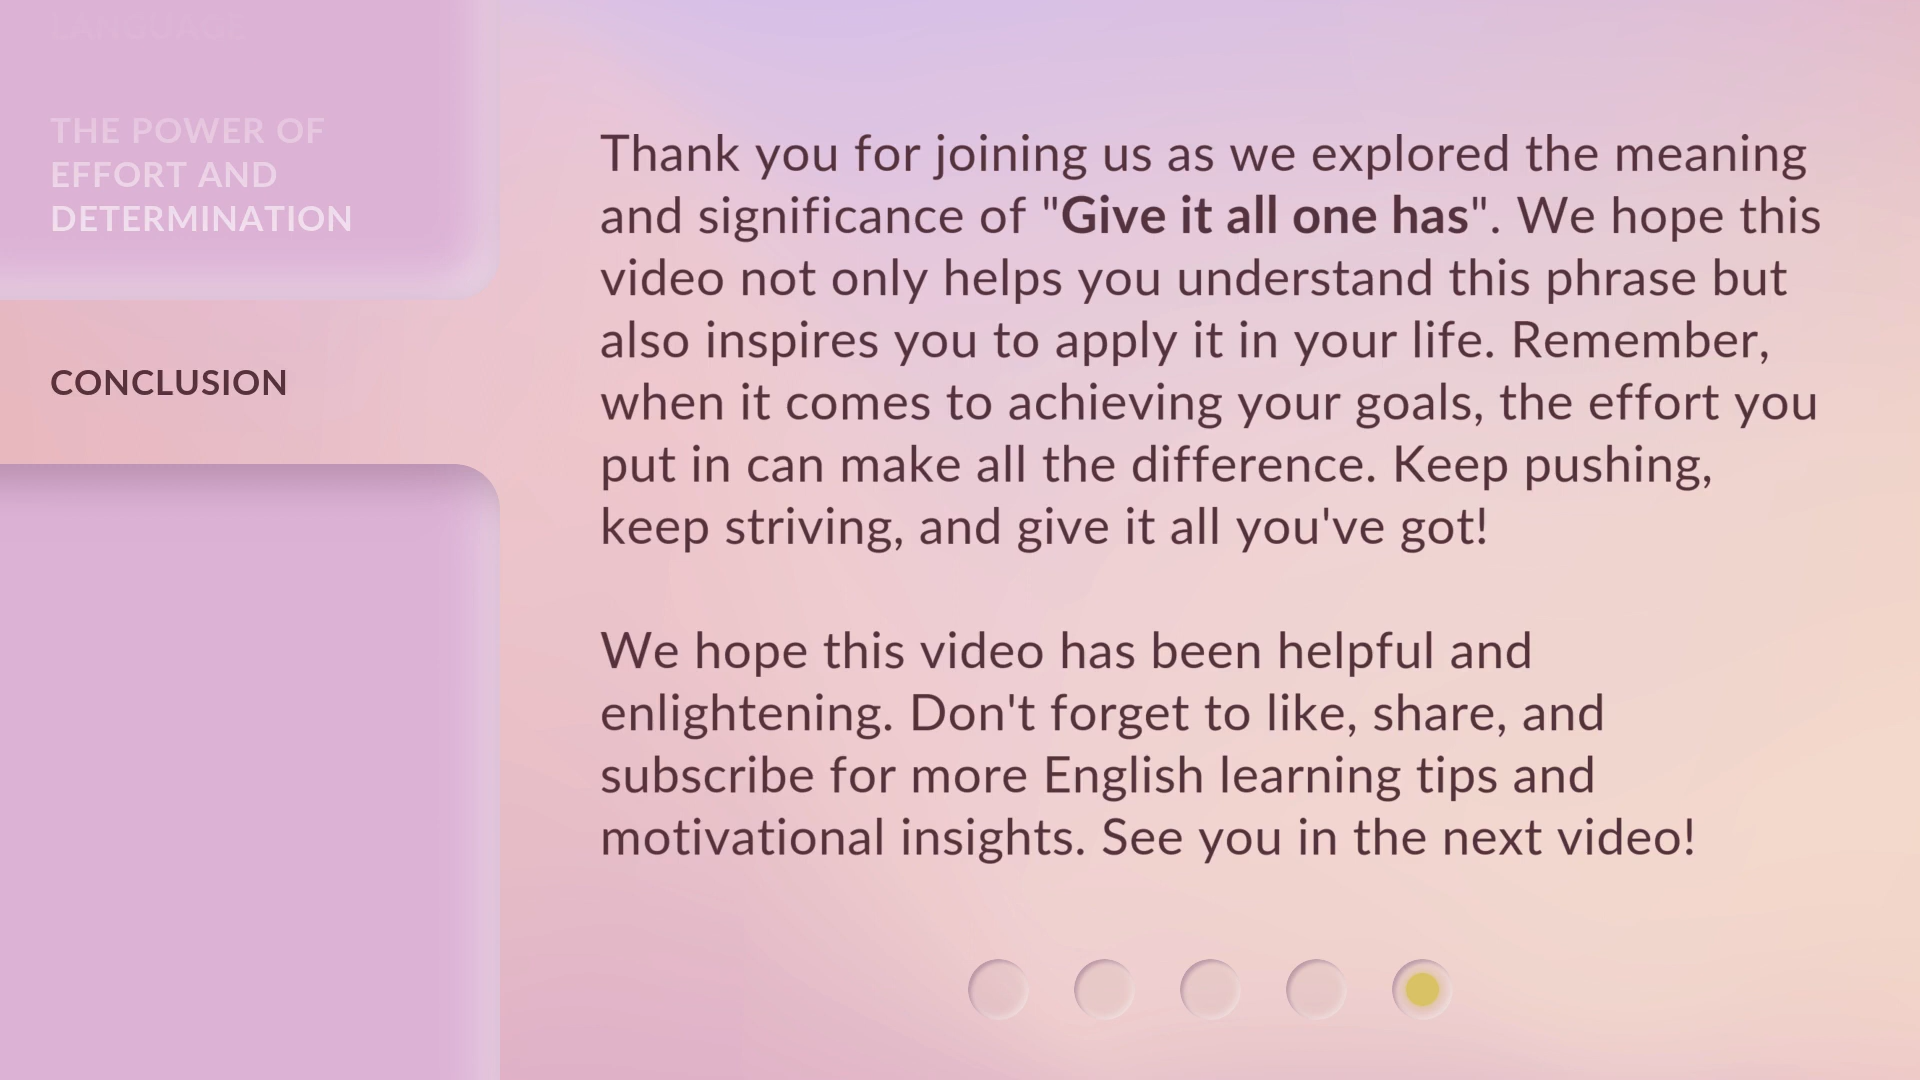 LANGUAGE
THE POWER OF
EFFORT AND
DETERMINATION
CONCLUSION
Thank you for joining us as we explored the meaning
and significance of "Give it all one has". We hope this
video not only helps you understand this phrase but
also inspires you to apply it in your life. Remember,
when it comes to achieving your goals, the effort you
put in can make all the difference. Keep pushing,
keep striving, and give it all you've got!
We hope this video has been helpful and
enlightening. Don't forget to like, share, and
subscribe for more English learning tips and
motivational insights. See you in the next video!